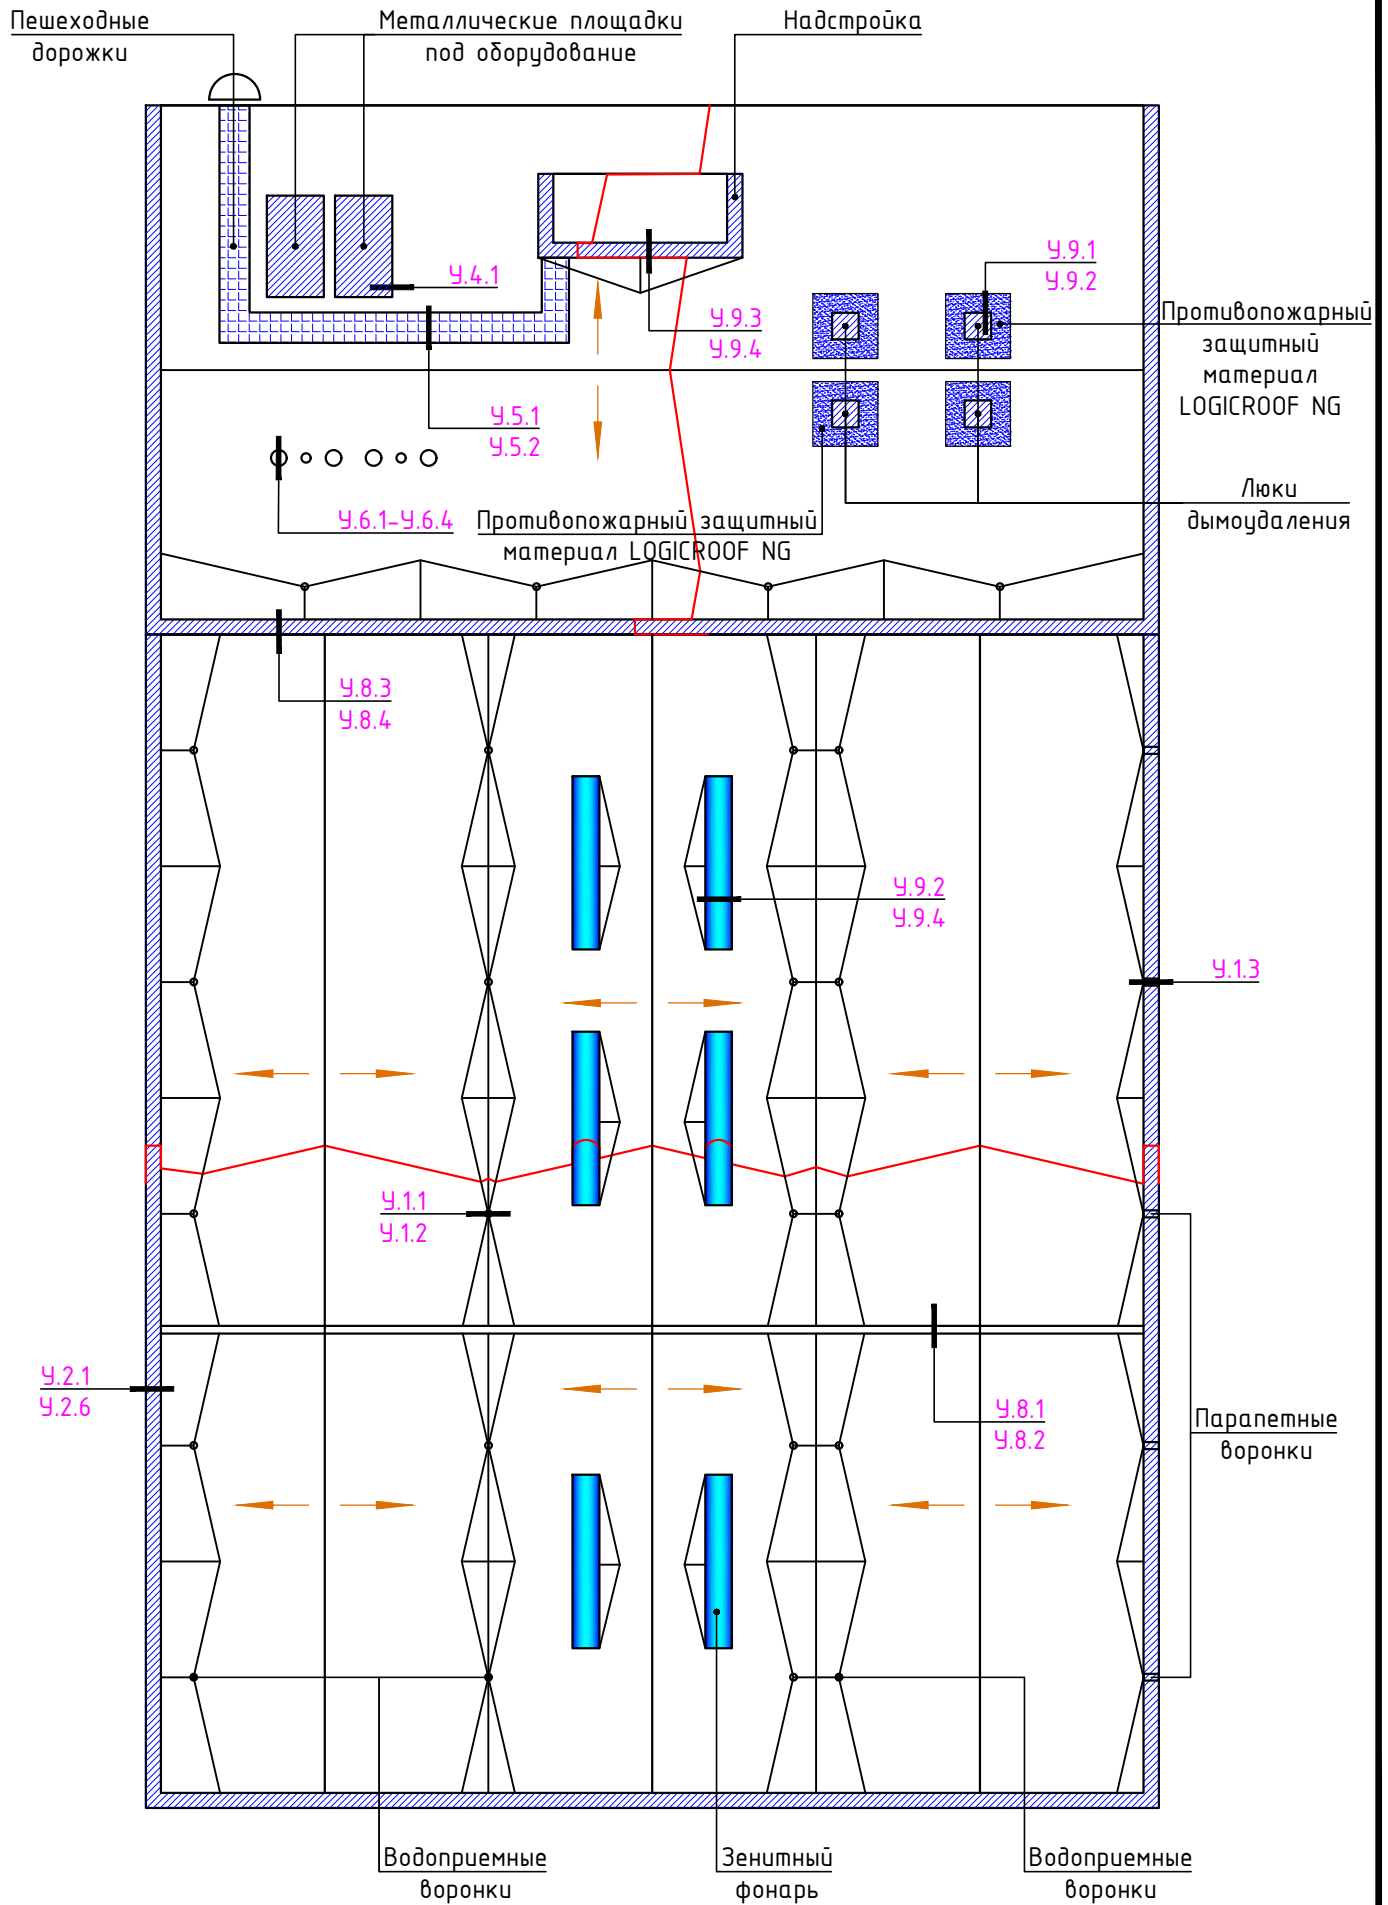 Пешеходные
дорожки
Металлические площадки
под оборудование
Надстройка
У.4.1
У.9.1
У.9.2
У.9.3
У.9.4
Противопожарный
защитный
материал
LOGICROOF NG
У.5.1
У.5.2
Люки
дымоудаления
У.6.1-У.6.4
Противопожарный защитный
материал LOGICROOF NG
У.8.3
У.8.4
У.9.2
У.9.4
У.1.3
У.1.1
У.1.2
У.2.1
У.2.6
У.8.1
У.8.2
Парапетные
воронки
Водоприемные
воронки
Зенитный
фонарь
Водоприемные
воронки